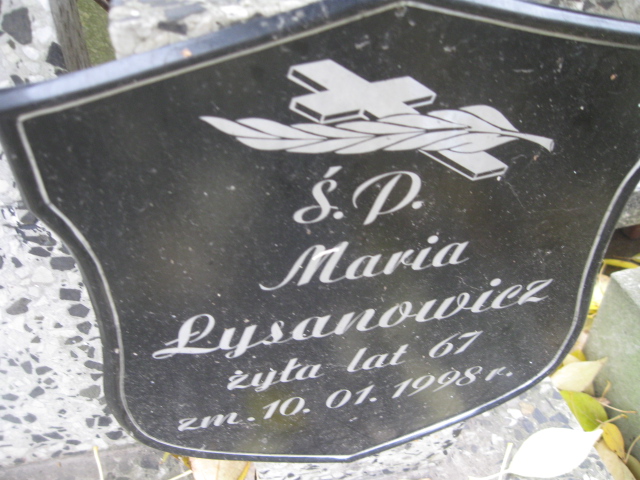 Ś. P.
Maria
Łysanowicz
żyła lat 67
zm. 10. 01. 1998 r.